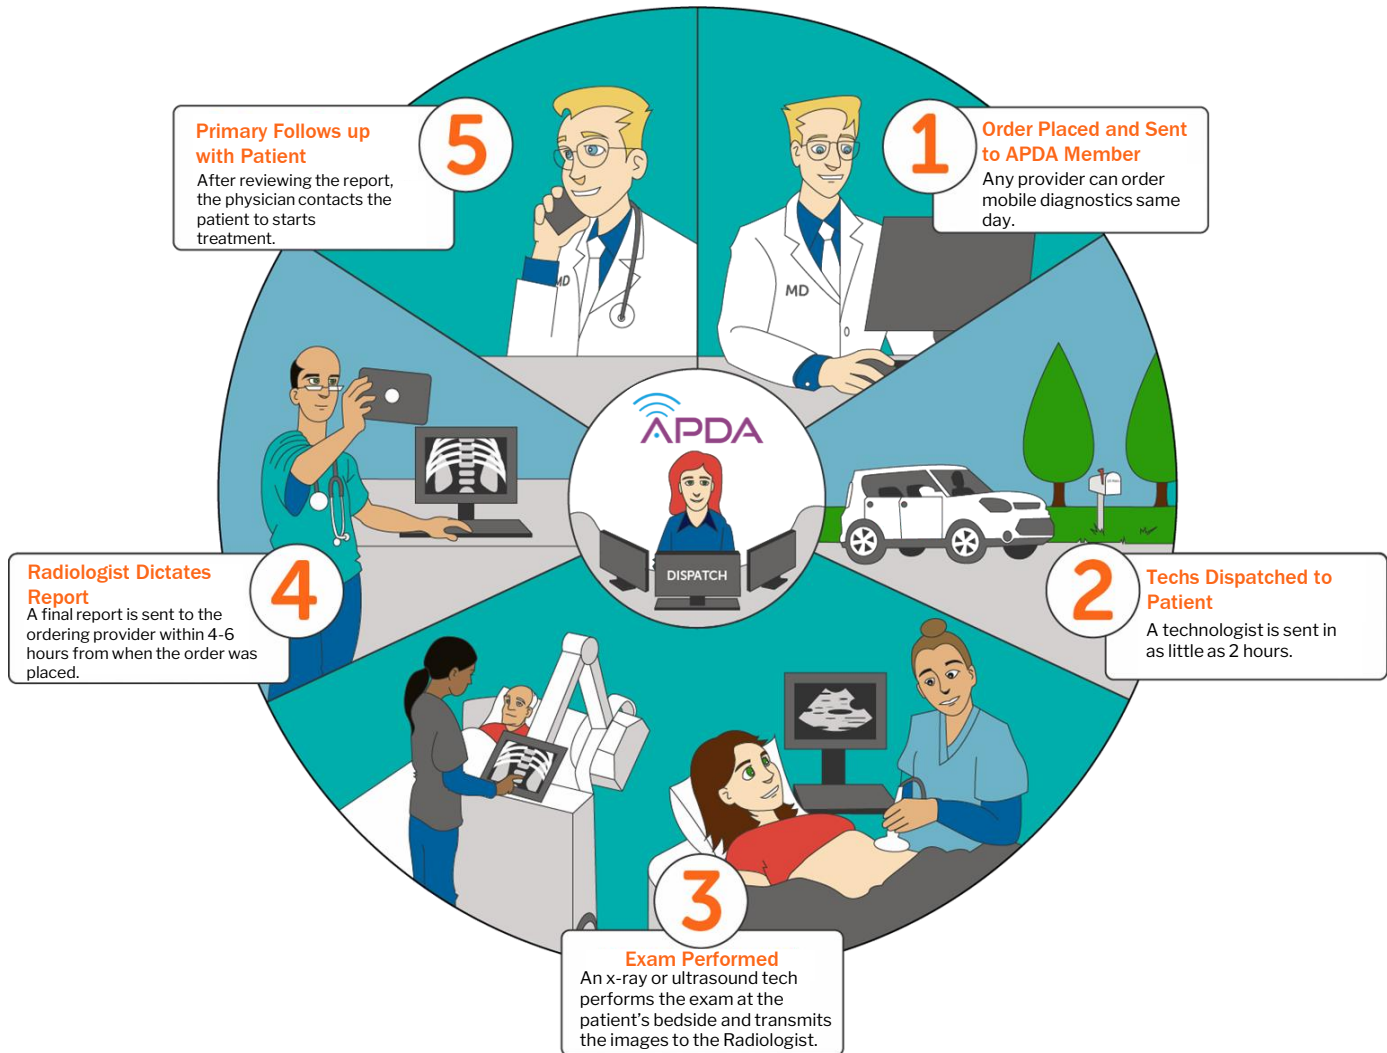 1
Order Placed and Sent
to APDA Member
Any provider can order
mobile diagnostics same
day.
MD
2
Techs Dispatched to
Patient
A technologist is sent in
as little as 2 hours.
3
Exam Performed
An x-ray or ultrasound tech
performs the exam at the
patient's bedside and transmits
the images to the Radiologist.
4
Radiologist Dictates
Report
A final report is sent to the
ordering provider within 4-6
hours from when the order was
placed.
5
Primary Follows up
with Patient
After reviewing the report,
the physician contacts the
patient to starts
treatment.
MD
APDA
DISPATCH